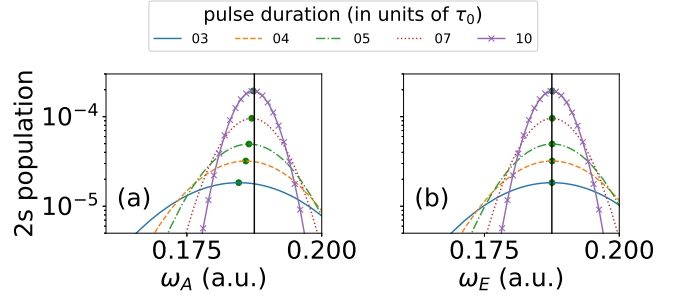 pulse duration (in units of τ₀)
03 04 05 07 10
2s population
10⁻⁴
10⁻⁵
(a)
0.175 0.200
ω_A (a.u.)
(b)
0.175 0.200
ω_E (a.u.)